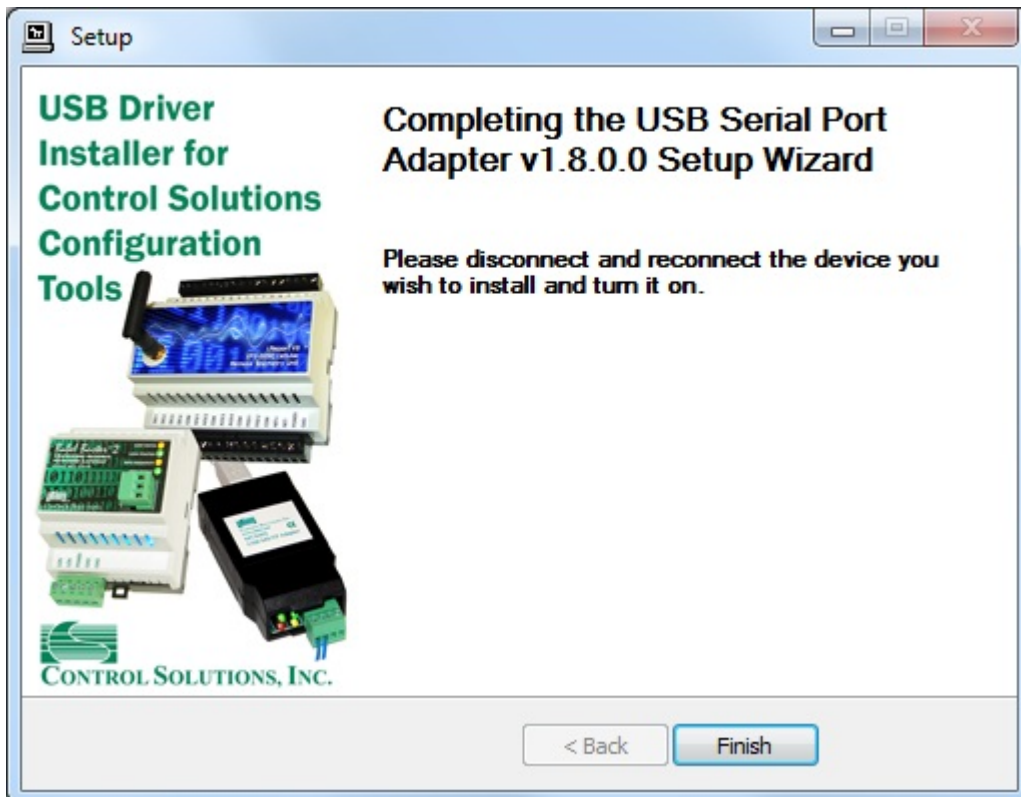 Setup
USB Driver
Installer for
Control Solutions
Configuration
Tools
CONTROL SOLUTIONS, INC.
Completing the USB Serial Port
Adapter v1.8.0.0 Setup Wizard
Please disconnect and reconnect the device you
wish to install and turn it on.
< Back
Finish